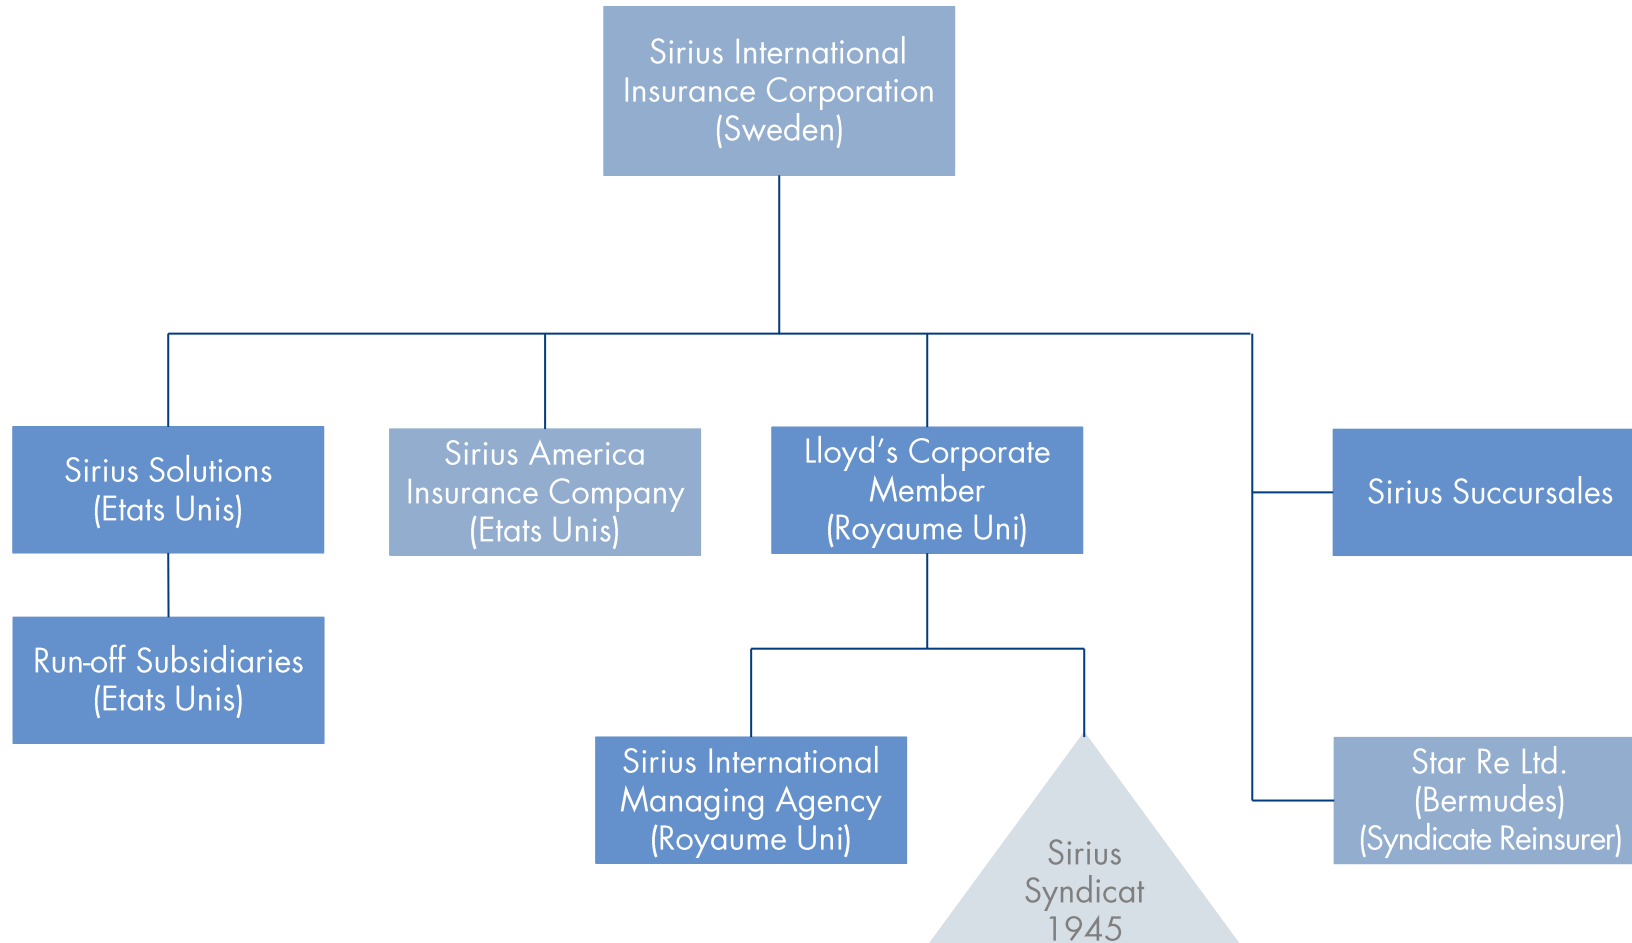 Sirius International
Insurance Corporation
(Sweden)
Sirius Solutions
(Etats Unis)
Sirius America
Insurance Company
(Etats Unis)
Lloyd’s Corporate
Member
(Royaume Uni)
Sirius Succursales
Run-off Subsidiaries
(Etats Unis)
Sirius International
Managing Agency
(Royaume Uni)
Sirius
Syndicat
1945
Star Re Ltd.
(Bermudes)
(Syndicate Reinsurer)